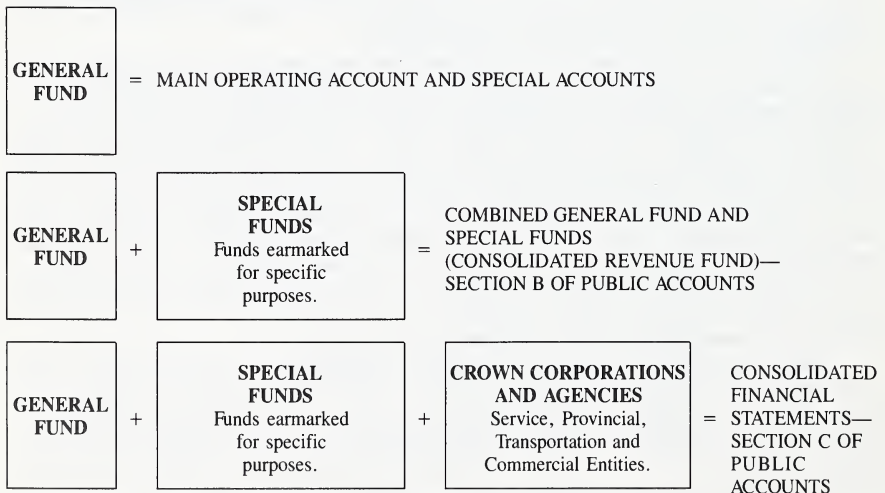 GENERAL
FUND
= MAIN OPERATING ACCOUNT AND SPECIAL ACCOUNTS
GENERAL
FUND
+
SPECIAL
FUNDS
Funds earmarked
for specific
purposes.
=
COMBINED GENERAL FUND AND
SPECIAL FUNDS
(CONSOLIDATED REVENUE FUND)—
SECTION B OF PUBLIC ACCOUNTS
GENERAL
FUND
+
SPECIAL
FUNDS
Funds earmarked
for specific
purposes.
+
CROWN CORPORATIONS
AND AGENCIES
Service, Provincial,
Transportation and
Commercial Entities.
=
CONSOLIDATED
FINANCIAL
STATEMENTS—
SECTION C OF
PUBLIC
ACCOUNTS